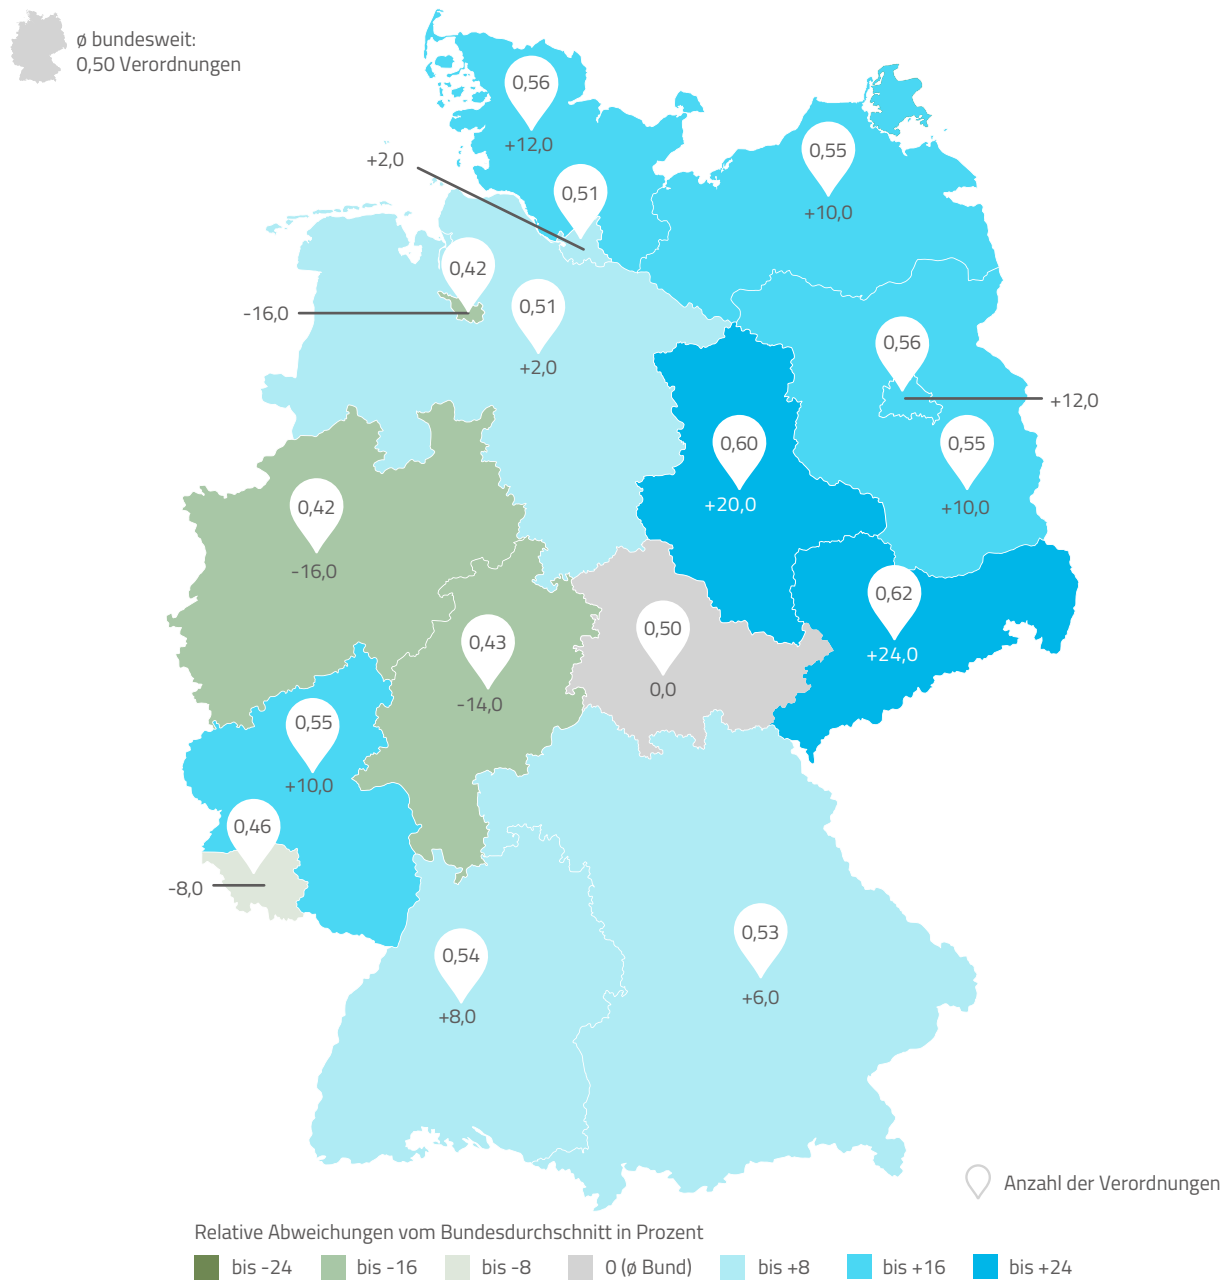 ø bundesweit:
0,50 Verordnungen
0,56
+12,0
0,55
+10,0
+2,0
0,51
0,42
-16,0
0,51
+2,0
0,56
+12,0
0,60
+20,0
0,55
+10,0
0,42
-16,0
0,62
+24,0
0,43
-14,0
0,50
0,0
0,55
+10,0
0,46
-8,0
0,54
+8,0
0,53
+6,0
Anzahl der Verordnungen
Relative Abweichungen vom Bundesdurchschnitt in Prozent
bis -24
bis -16
bis -8
0 (ø Bund)
bis +8
bis +16
bis +24